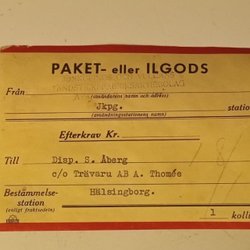 PAKET- eller ILGODS
Från
(avsändarens namn och adress)
Jkpg. station
(avsändningsstationens namn)
Efterkrav Kr.
Till Disp. S. Åberg
c/o Trävaru AB A. Thomée
Bestämmelse- Hälsingborg.
station
(enligt fraktsedeln)
1 kolli